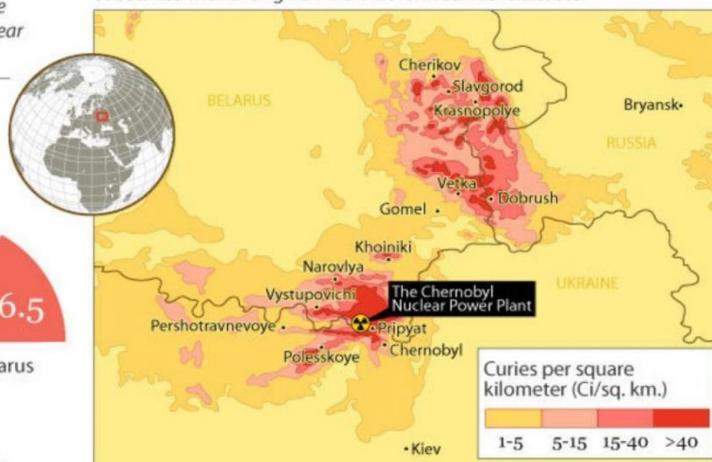 ear
6.5
arus
BELARUS
Cherikov
Slavgorod
Krasnopolye
Bryansk
RUSSIA
Vetka
Dobrush
Gomel
Khoiniki
Narovlya
UKRAINE
Vystupovichi
The Chernobyl
Nuclear Power Plant
Pershotravnevoye
Pripyat
Polesskoye
Chernobyl
Curies per square
kilometer (Ci/sq. km.)
1-5 5-15 15-40 >40
Kiev